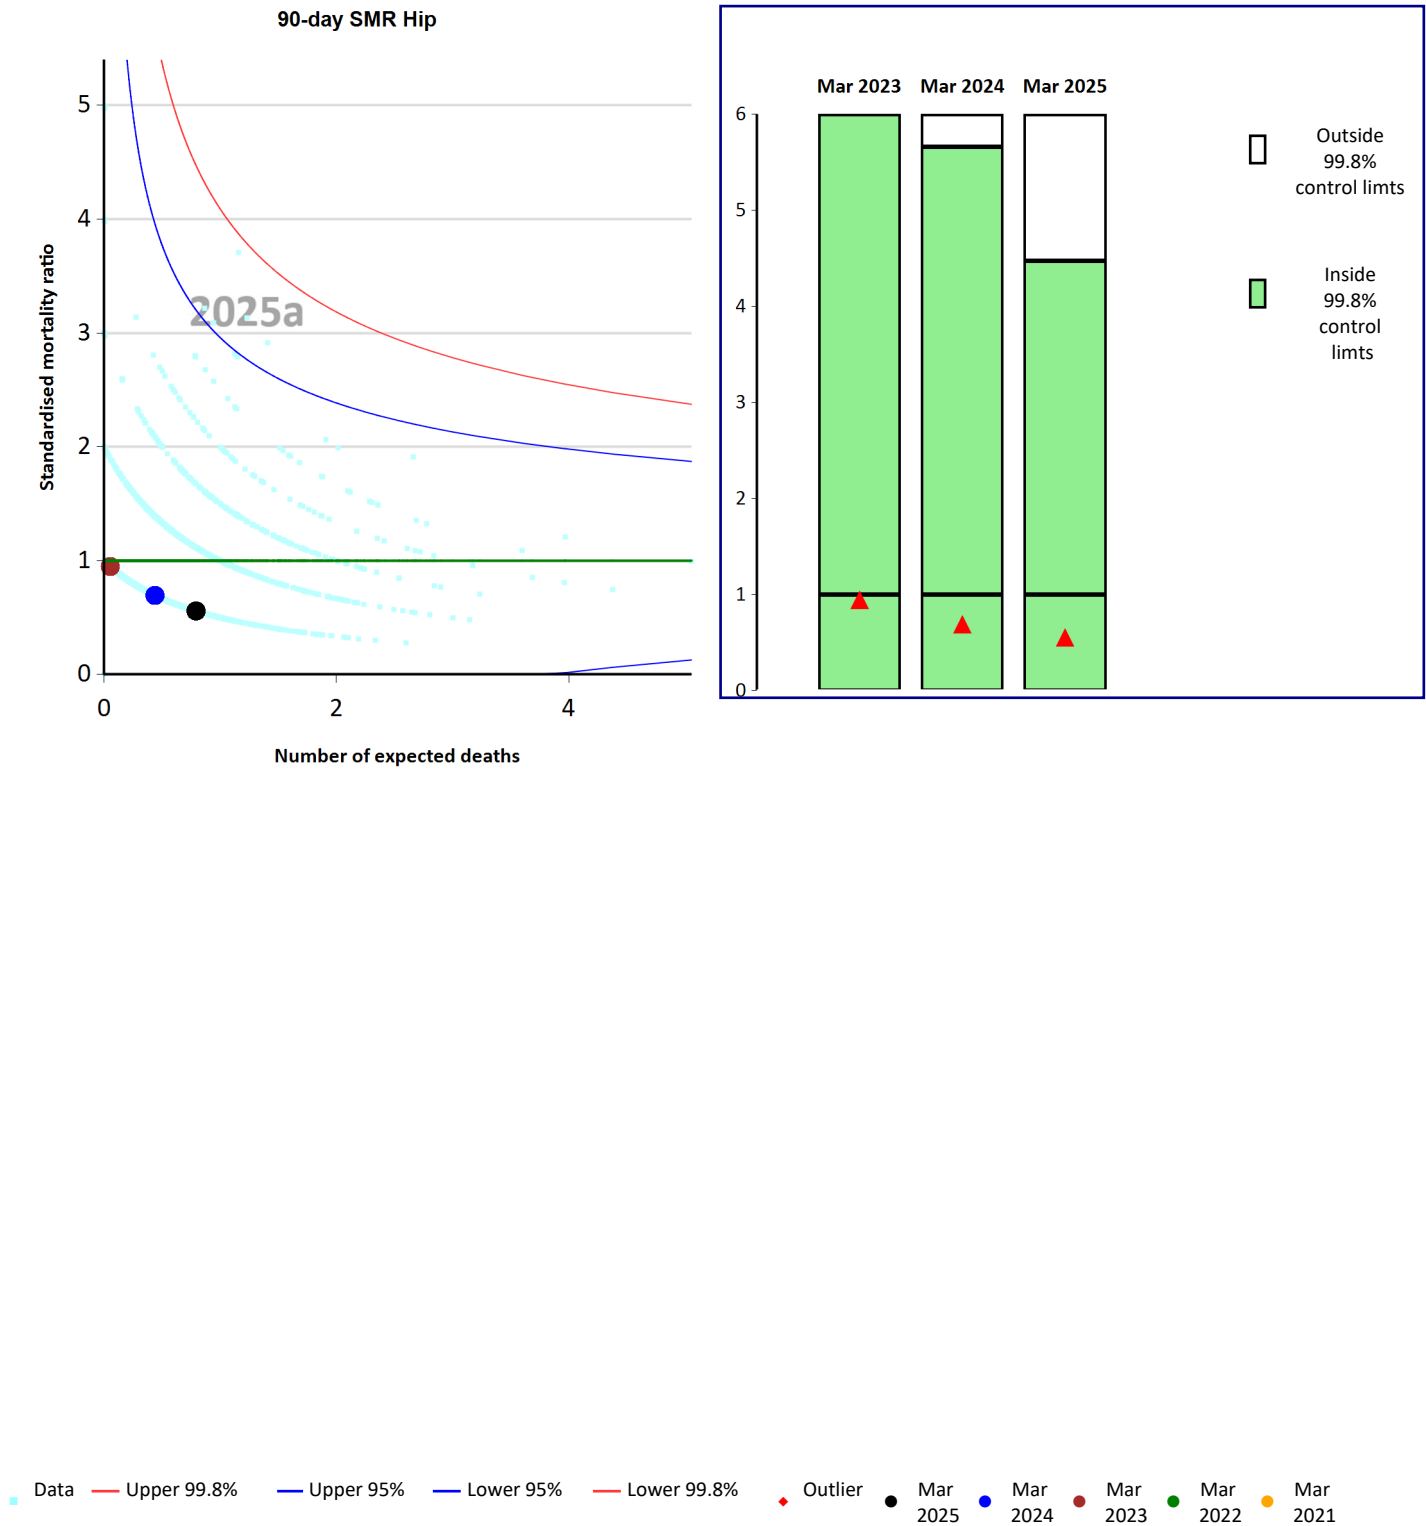 90-day SMR Hip
5
4
3
2
1
0
0 2 4
Standardised mortality ratio
Number of expected deaths
2025a
Mar 2023 Mar 2024 Mar 2025
6
5
4
3
2
1
0
Outside
99.8%
control limts
Inside
99.8%
control
limts
Data Upper 99.8% Upper 95% Lower 95% Lower 99.8% Outlier Mar 2025 Mar 2024 Mar 2023 Mar 2022 Mar 2021